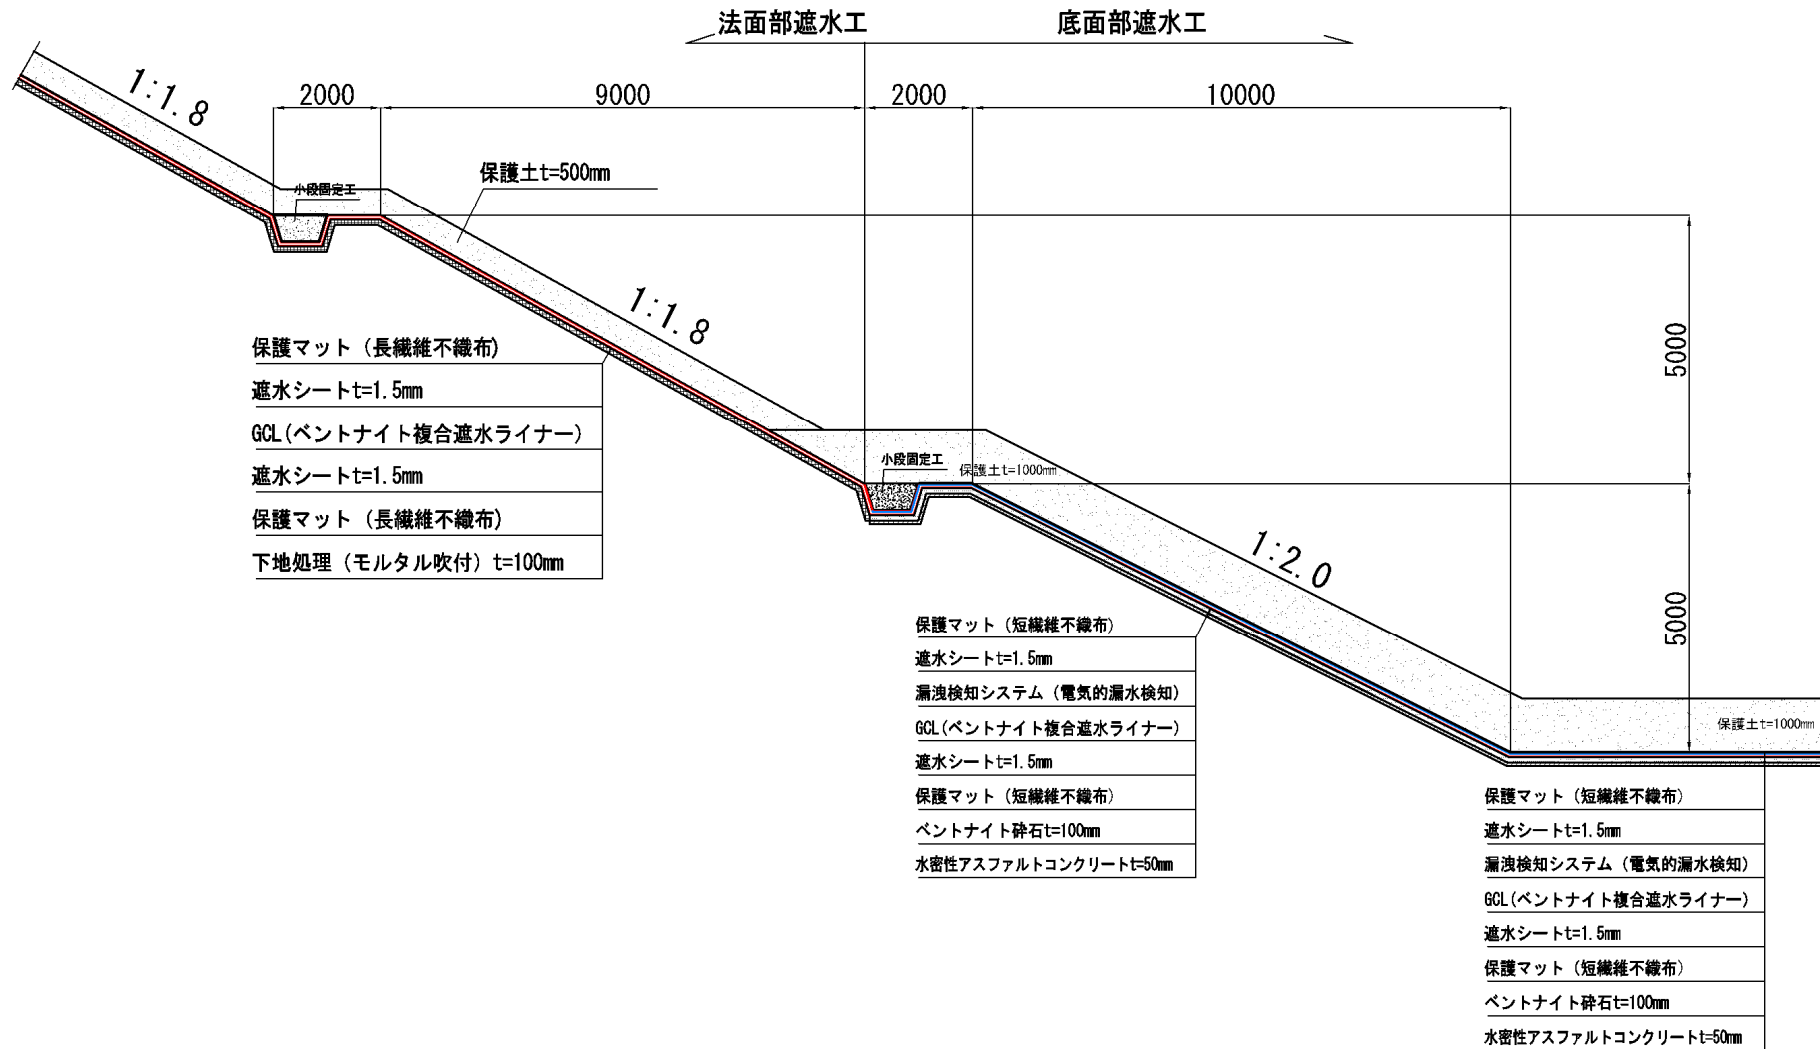 法面部遮水工
底面部遮水工
1:1.8
2000
9000
2000
10000
保護土t=500mm
小段固定工
1:1.8
5000
保護マット（長繊維不織布）
遮水シートt=1.5mm
GCL(ベントナイト複合遮水ライナー)
遮水シートt=1.5mm
保護マット（長繊維不織布）
下地処理（モルタル吹付）t=100mm
小段固定工
保護土t=1000mm
1:2.0
5000
保護マット（短繊維不織布）
遮水シートt=1.5mm
漏洩検知システム（電気的漏水検知）
GCL(ベントナイト複合遮水ライナー)
遮水シートt=1.5mm
保護マット（短繊維不織布）
ベントナイト砕石t=100mm
水密性アスファルトコンクリートt=50mm
保護土t=1000mm
保護マット（短繊維不織布）
遮水シートt=1.5mm
漏洩検知システム（電気的漏水検知）
GCL(ベントナイト複合遮水ライナー)
遮水シートt=1.5mm
保護マット（短繊維不織布）
ベントナイト砕石t=100mm
水密性アスファルトコンクリートt=50mm